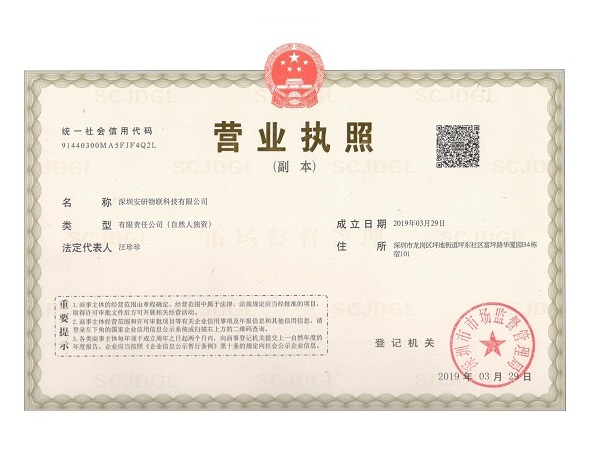 统一社会信用代码
91440300MA5FJF4Q2L
营业执照
(副 本)
名 称 深圳安研物联科技有限公司
类 型 有限责任公司（自然人独资）
法定代表人 汪珍珍
成立日期 2019年03月29日
住 所 深圳市龙岗区坪地街道坪东社区富坪路华夏园B4栋
宿101
重要提示
1.商事主体的经营范围由章程确定。经营范围中属于法律、法规规定应当经批准的项目，
取得许可审批文件后方可开展相关经营活动。
2.商事主体经营范围和许可审批项目等有关企业信用事项及年报信息和其他信用信息，请
登录左下角的国家企业信用信息公示系统或扫描右上方的二维码查询。
3.各类商事主体每年须于成立周年之日起两个月内，向商事登记机关提交上一自然年度的
年度报告。企业应当按照《企业信息公示暂行条例》第十条的规定向社会公示企业信息。
登记机关
深圳市市场监督管理局
2019 年 03 月 29 日
SCJDGL
市场监督管理